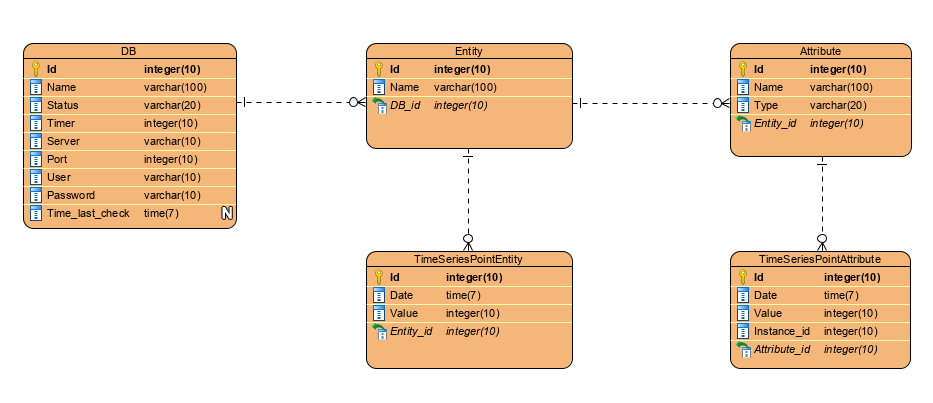 DB
Id integer(10)
Name varchar(100)
Status varchar(20)
Timer integer(10)
Server varchar(10)
Port integer(10)
User varchar(10)
Password varchar(10)
Time_last_check time(7) N
Entity
Id integer(10)
Name varchar(100)
DB_id integer(10)
Attribute
Id integer(10)
Name varchar(100)
Type varchar(20)
Entity_id integer(10)
TimeSeriesPointEntity
Id integer(10)
Date time(7)
Value integer(10)
Entity_id integer(10)
TimeSeriesPointAttribute
Id integer(10)
Date time(7)
Value integer(10)
Instance_id integer(10)
Attribute_id integer(10)